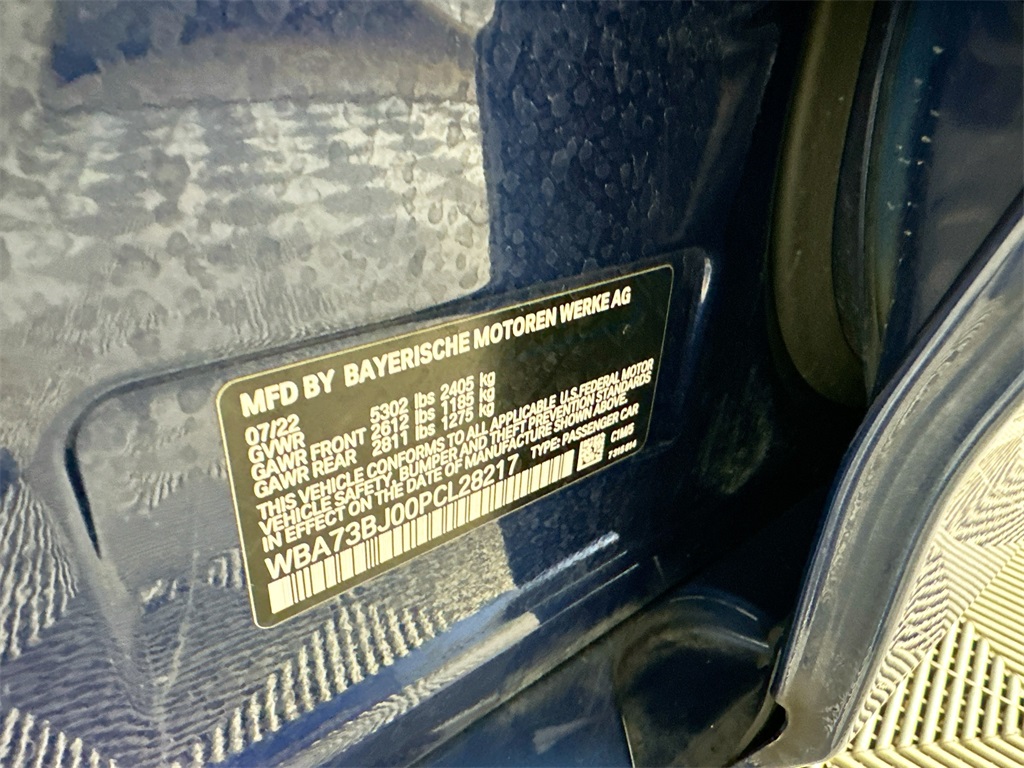 MFD BY BAYERISCHE MOTOREN WERKE AG
07/22
GVWR 5302 lbs 2405 kg
GAWR FRONT 2612 lbs 1185 kg
GAWR REAR 2811 lbs 1275 kg
THIS VEHICLE CONFORMS TO ALL APPLICABLE U.S.FEDERAL MOTOR
VEHICLE SAFETY, BUMPER AND THEFT PREVENTION STANDARDS
IN EFFECT ON THE DATE OF MANUFACTURE SHOWN ABOVE.
WBA73BJ00PCL28217 TYPE: PASSENGER CAR
C1M5